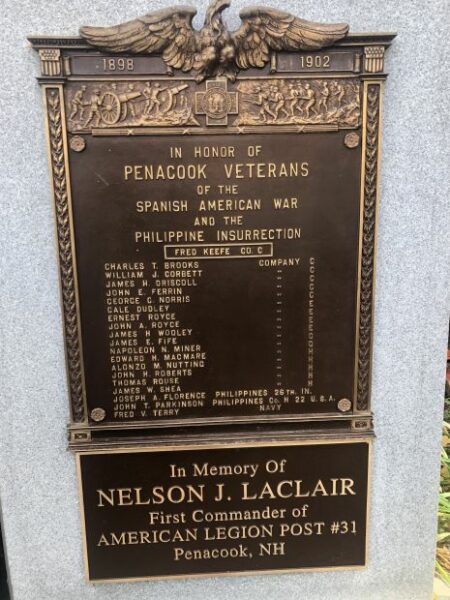 1898 1902
IN HONOR OF
PENACOOK VETERANS
OF THE
SPANISH AMERICAN WAR
AND THE
PHILIPPINE INSURRECTION
FRED KEEFE CO C
CHARLES T. BROOKS COMPANY C
WILLIAM J. CORBETT " C
JAMES H. DRISCOLL " C
JOHN E. FERRIN " C
GEORGE C. NORRIS " C
GALE DUDLEY " E
ERNEST ROYCE " E
JOHN A. ROYCE " E
JAMES H WOOLEY " E
JAMES E. FIFE "
NAPOLEON N. MINER "
EDWARD H. MACMARE " H
ALONZO M. NUTTING " H
JOHN H. ROBERTS " H
THOMAS ROUSE " H
JAMES W. SHEA " H
JOSEPH A. FLORENCE PHILIPPINES 26TH. IN.
JOHN T. PARKINSON PHILIPPINES CO. H 22 U.S.A.
FRED V. TERRY NAVY
In Memory Of
NELSON J. LACLAIR
First Commander of
AMERICAN LEGION POST #31
Penacook, NH